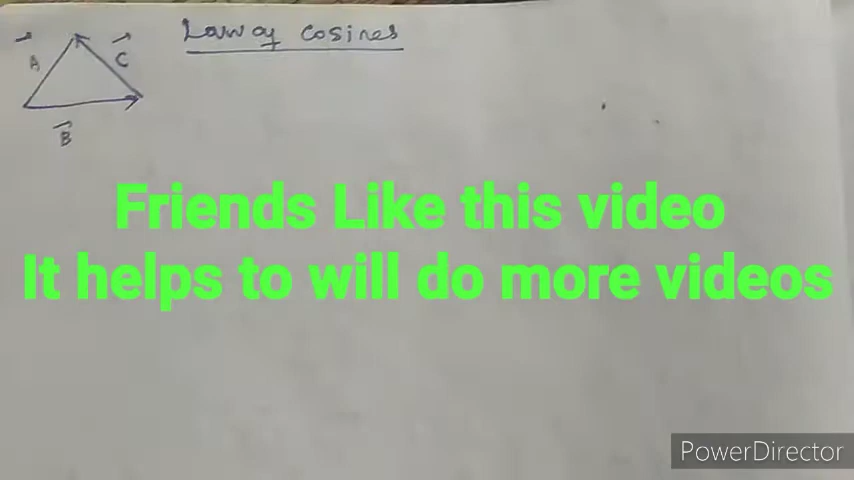 Law of cosines
A
C
B
Friends Like this video
It helps to will do more videos
PowerDirector